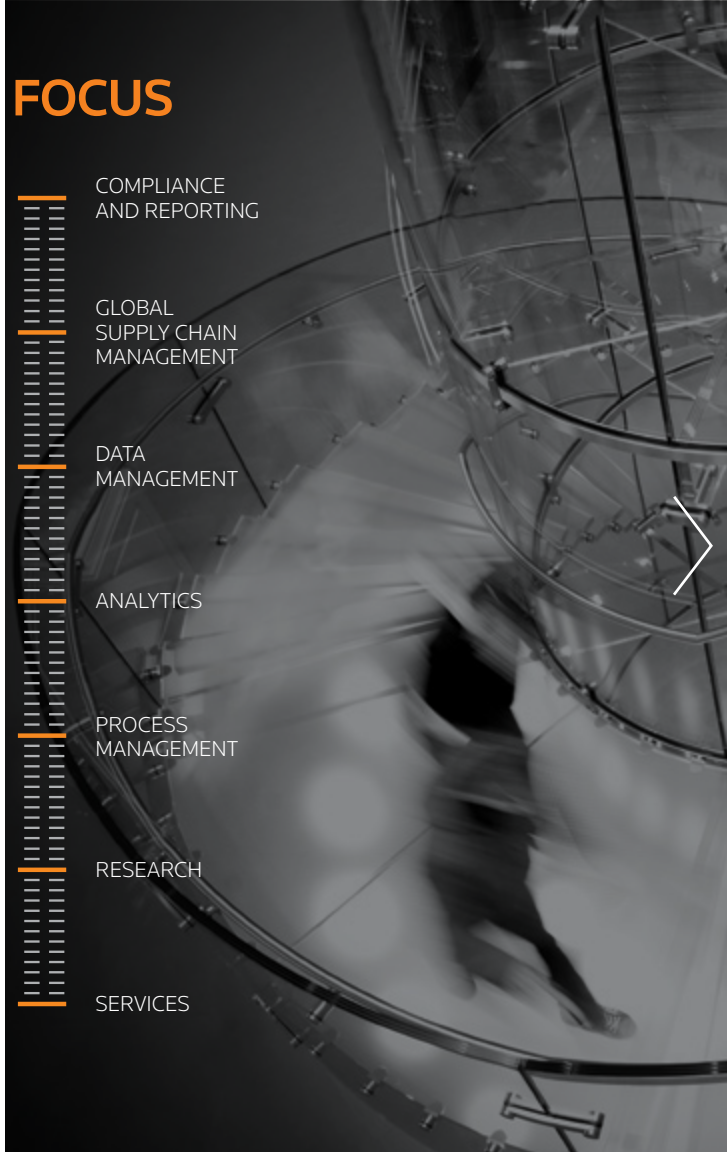 FOCUS
COMPLIANCE
AND REPORTING
GLOBAL
SUPPLY CHAIN
MANAGEMENT
DATA
MANAGEMENT
ANALYTICS
PROCESS
MANAGEMENT
RESEARCH
SERVICES